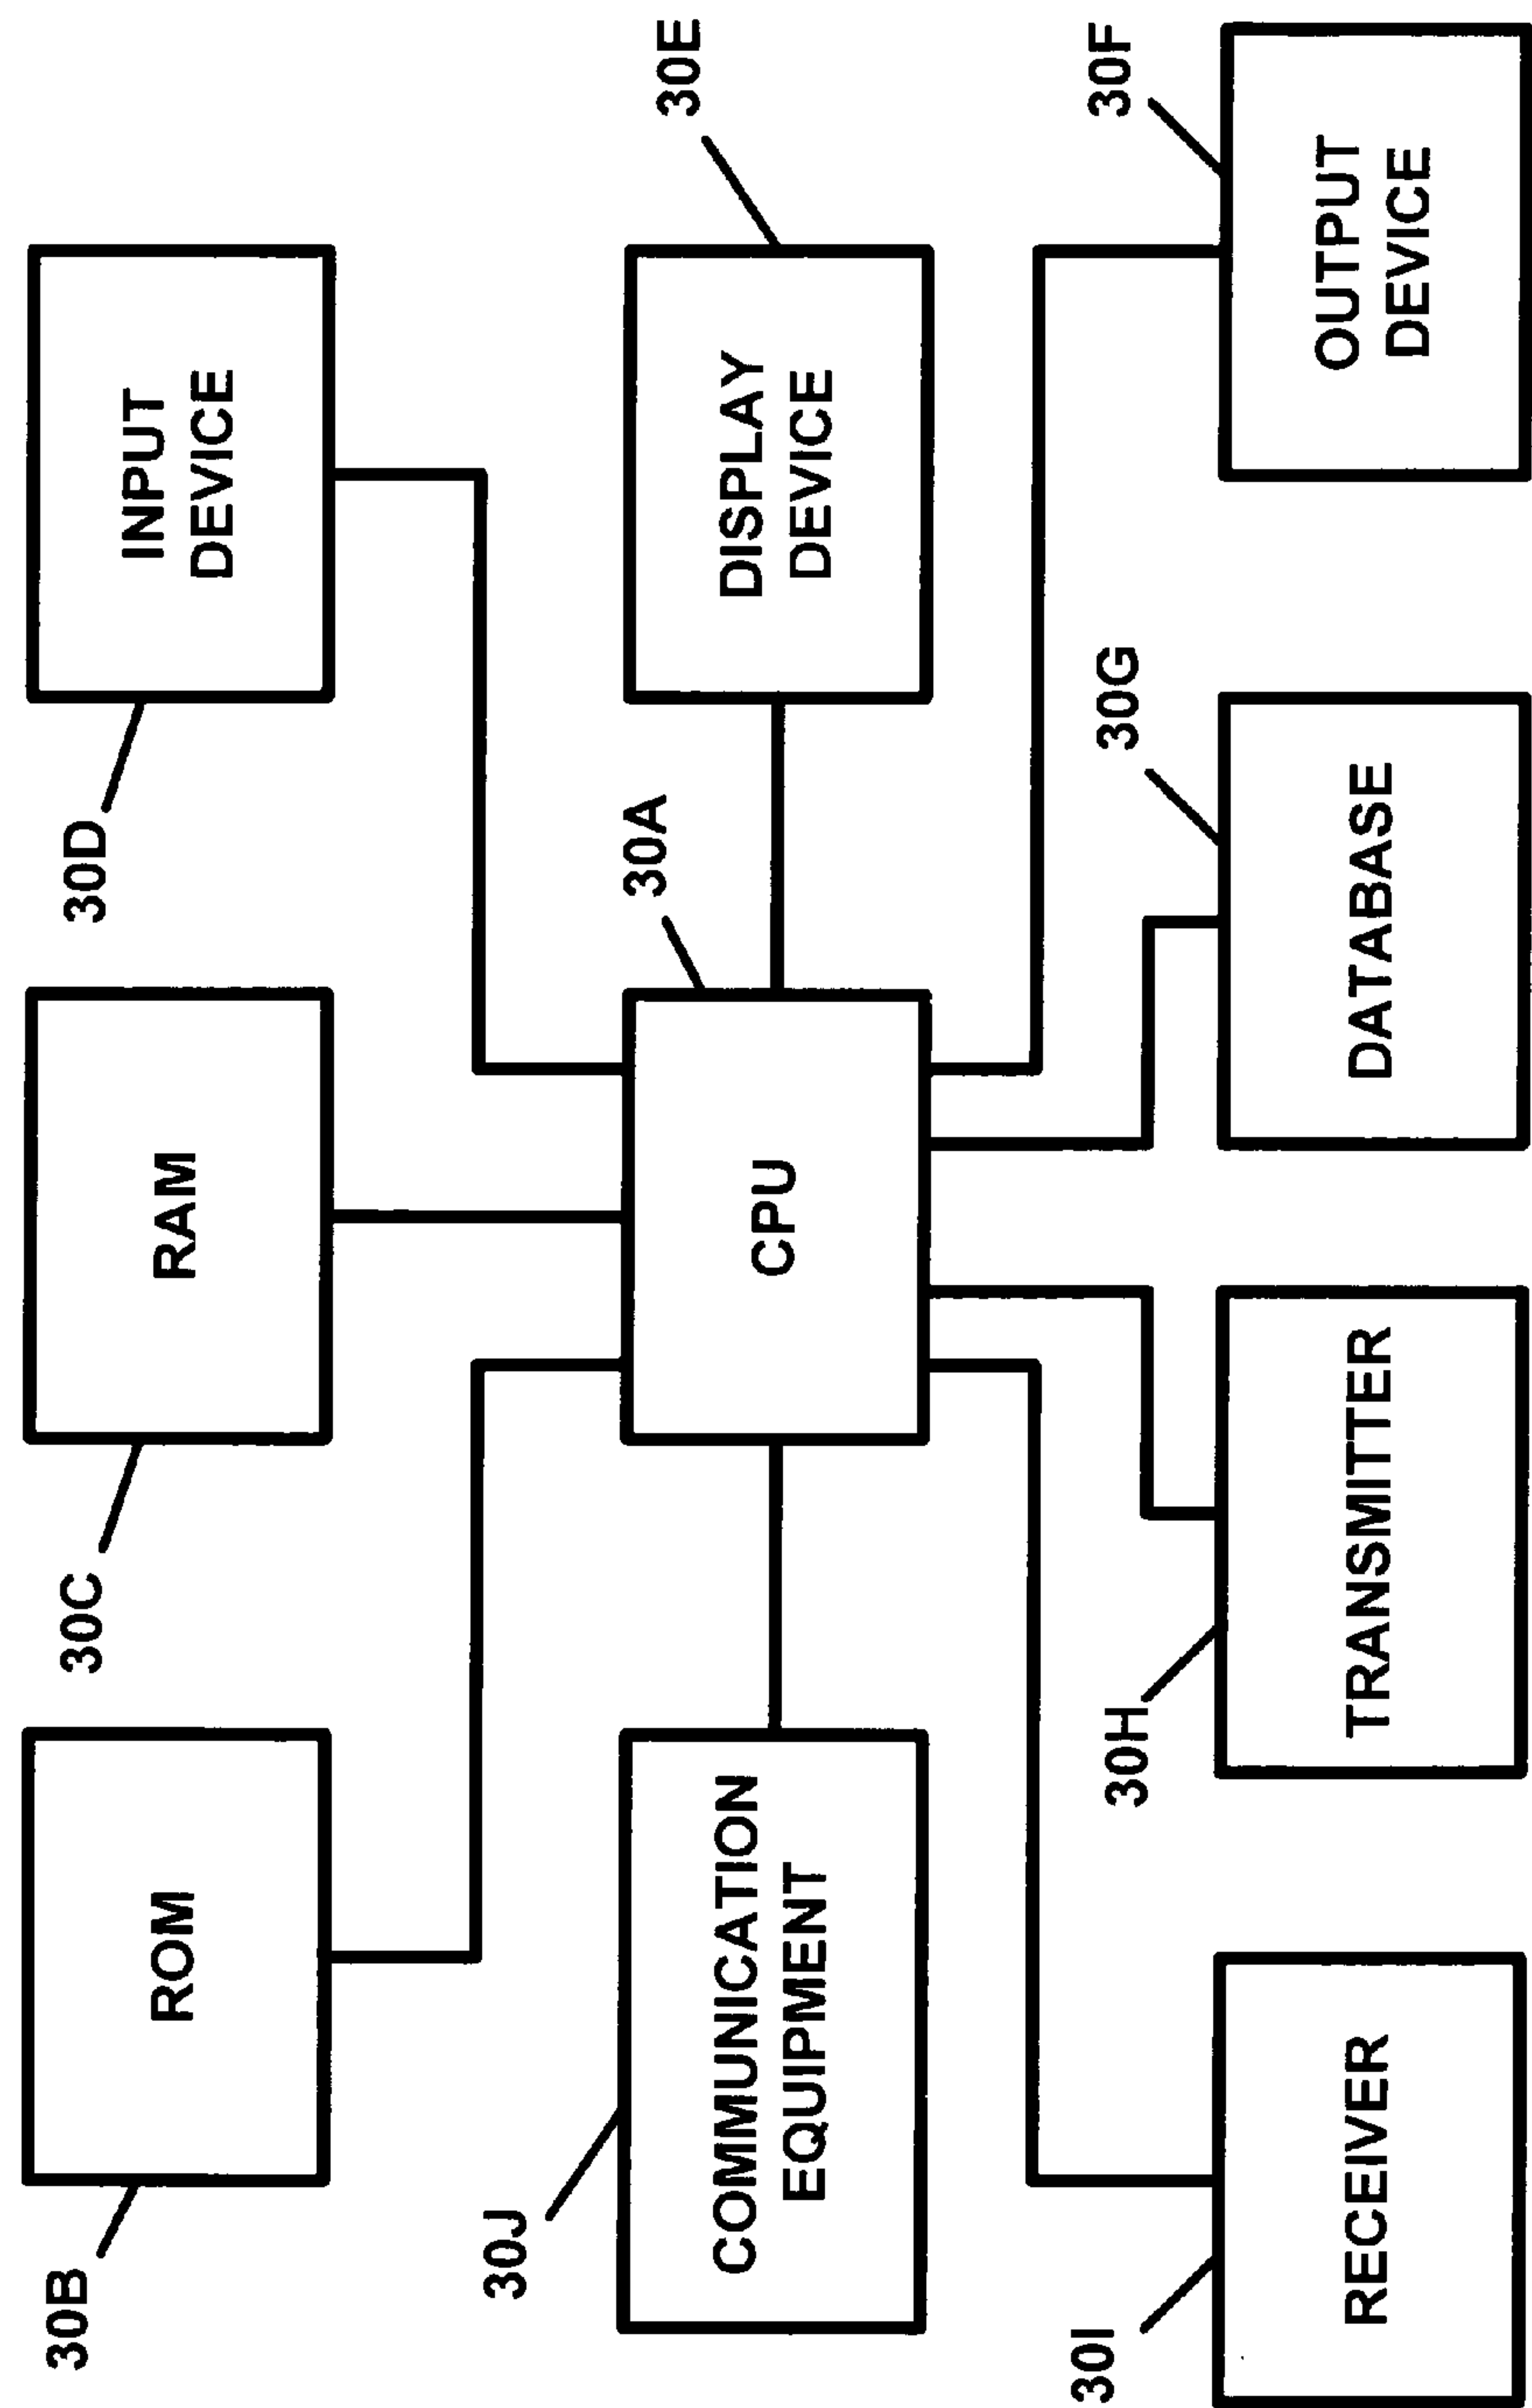 30B
ROM
30C
RAM
30D
INPUT
DEVICE
30J
COMMUNICATION
EQUIPMENT
30A
CPU
30E
DISPLAY
DEVICE
30I
RECEIVER
30H
TRANSMITTER
30G
DATABASE
30F
OUTPUT
DEVICE